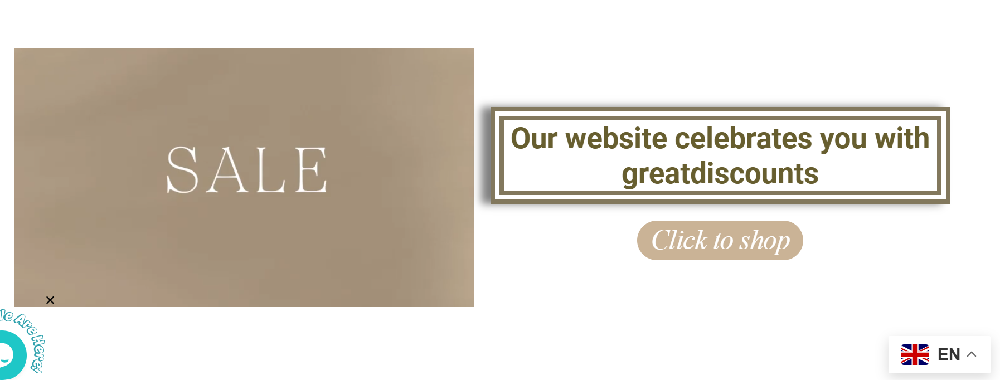 SALE
Our website celebrates you with
greatdiscounts
Click to shop
We Are Here!
EN